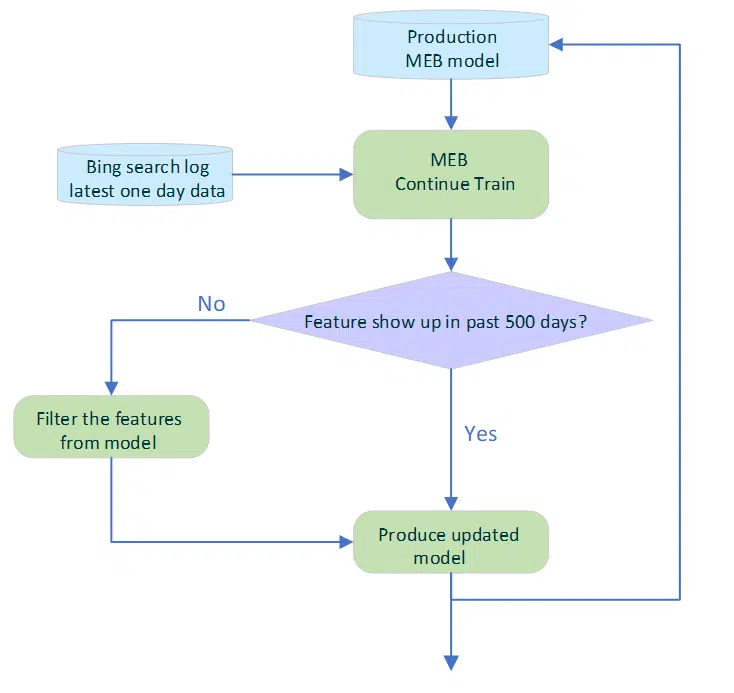 Production
MEB model
MEB
Continue Train
Bing search log
latest one day data
Feature show up in past 500 days?
No
Filter the features
from model
Yes
Produce updated
model